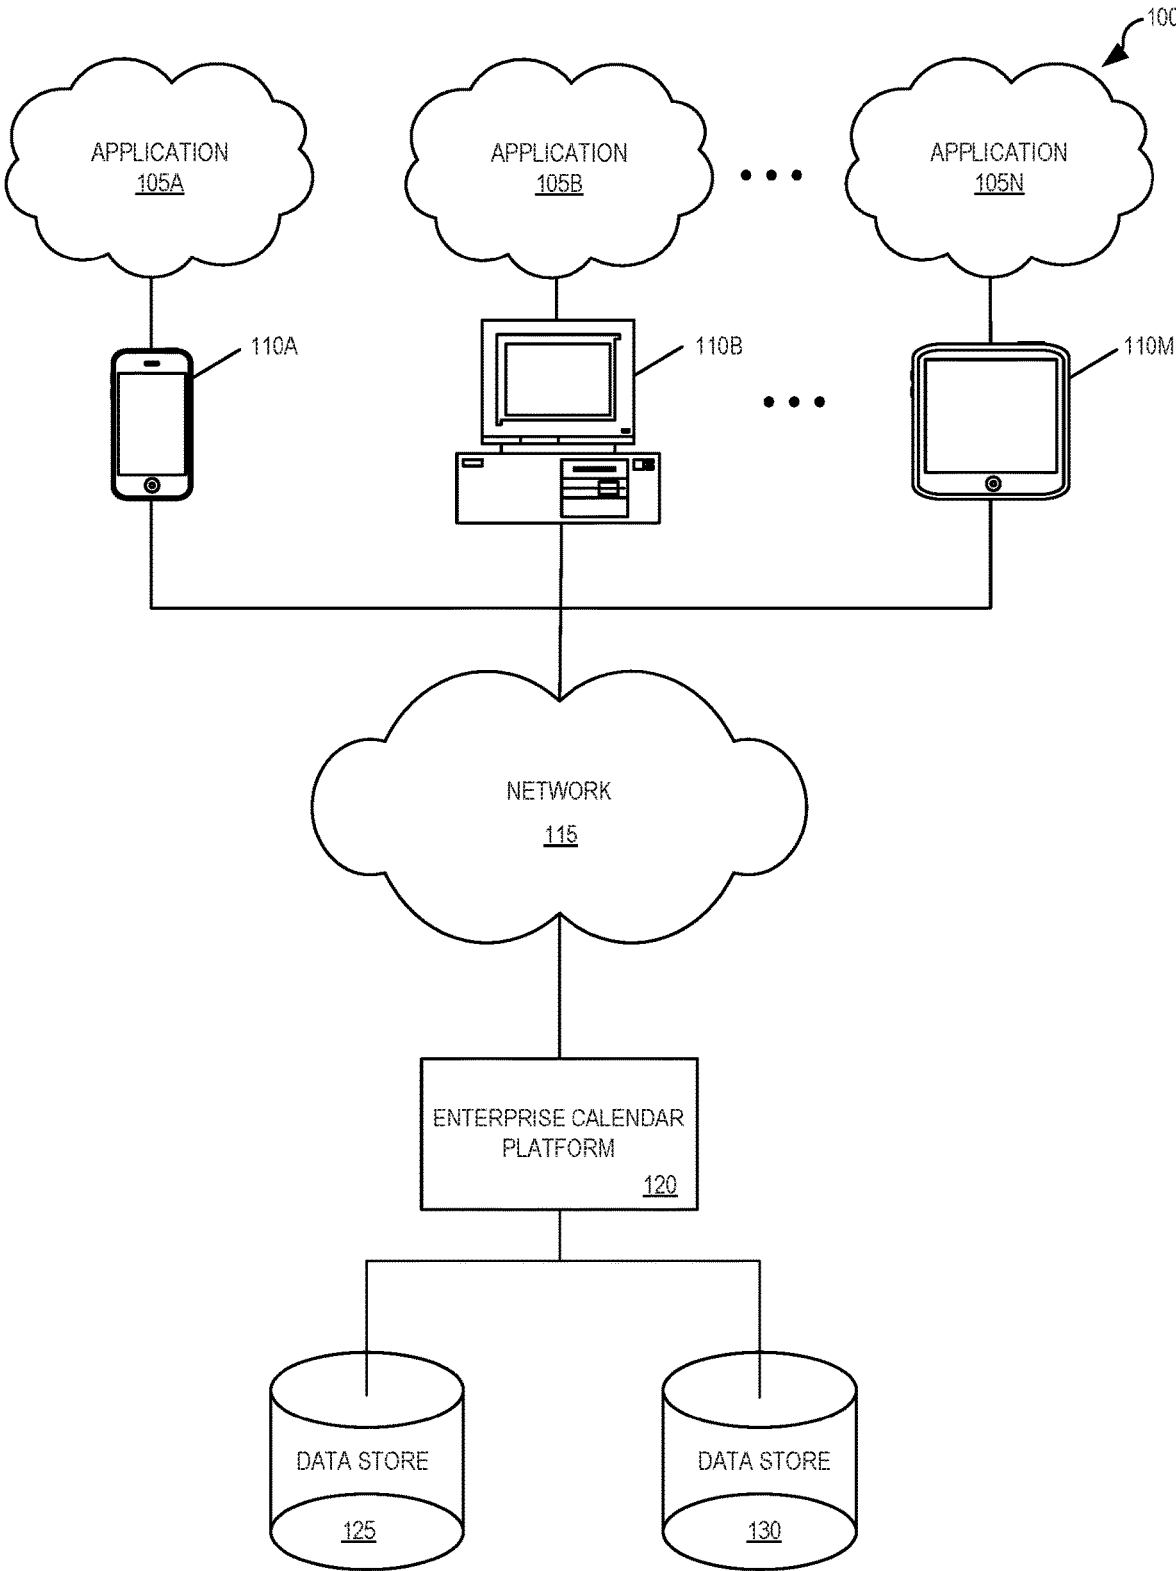 100
APPLICATION
105A
APPLICATION
105B
APPLICATION
105N
110A
110B
110M
NETWORK
115
ENTERPRISE CALENDAR
PLATFORM
120
DATA STORE
125
DATA STORE
130